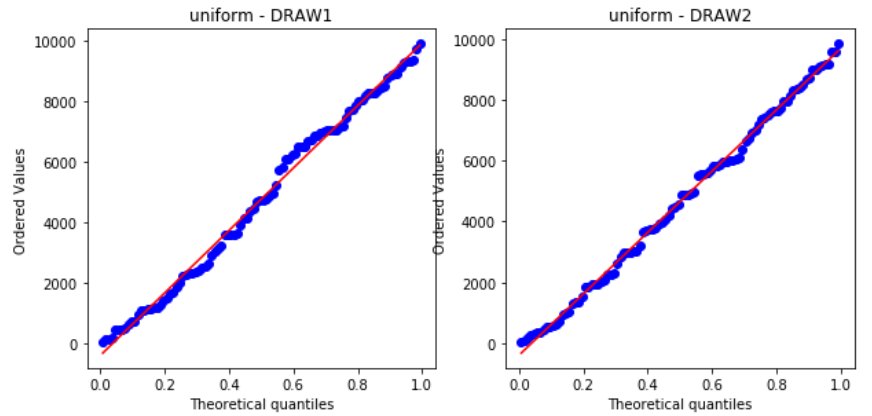 uniform - DRAW1
10000
8000
6000
4000
2000
0
Ordered Values
0.0 0.2 0.4 0.6 0.8 1.0
Theoretical quantiles
uniform - DRAW2
10000
8000
6000
4000
2000
0
Ordered Values
0.0 0.2 0.4 0.6 0.8 1.0
Theoretical quantiles